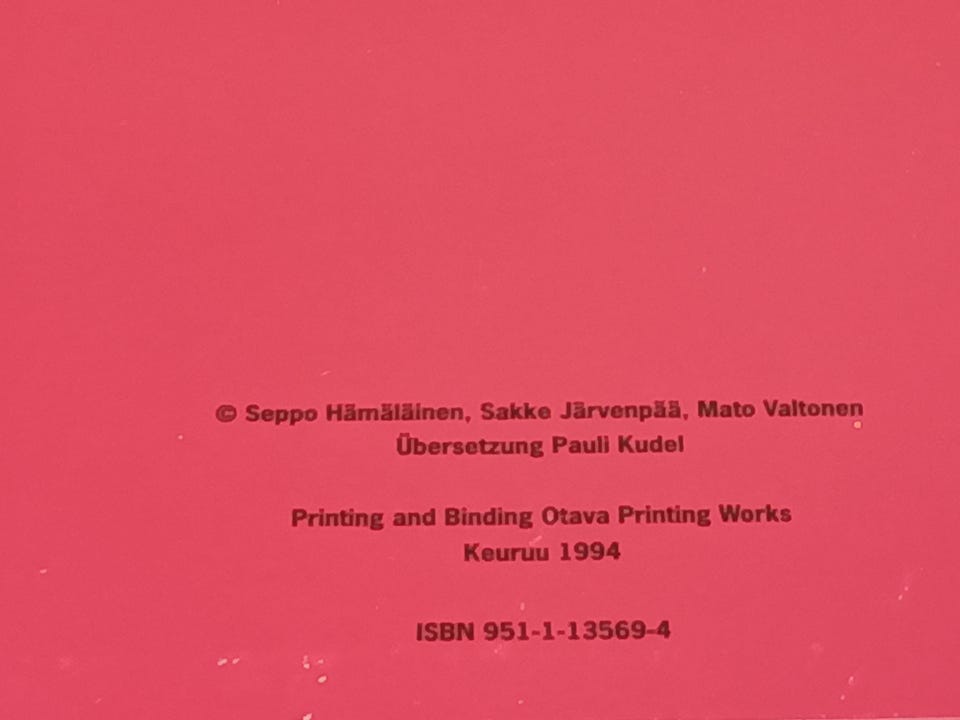 © Seppo Hämäläinen, Sakke Järvenpää, Mato Valtonen
Übersetzung Pauli Kudel
Printing and Binding Otava Printing Works
Keuruu 1994
ISBN 951-1-13569-4